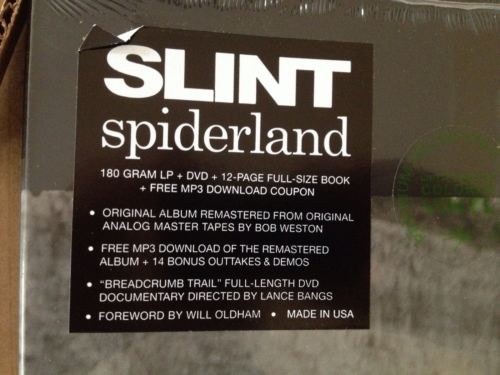 SLINT
spiderland
180 GRAM LP + DVD + 12-PAGE FULL-SIZE BOOK
+ FREE MP3 DOWNLOAD COUPON
• ORIGINAL ALBUM REMASTERED FROM ORIGINAL
ANALOG MASTER TAPES BY BOB WESTON
• FREE MP3 DOWNLOAD OF THE REMASTERED
ALBUM + 14 BONUS OUTTAKES & DEMOS
• "BREADCRUMB TRAIL" FULL-LENGTH DVD
DOCUMENTARY DIRECTED BY LANCE BANGS
• FOREWORD BY WILL OLDHAM • MADE IN USA